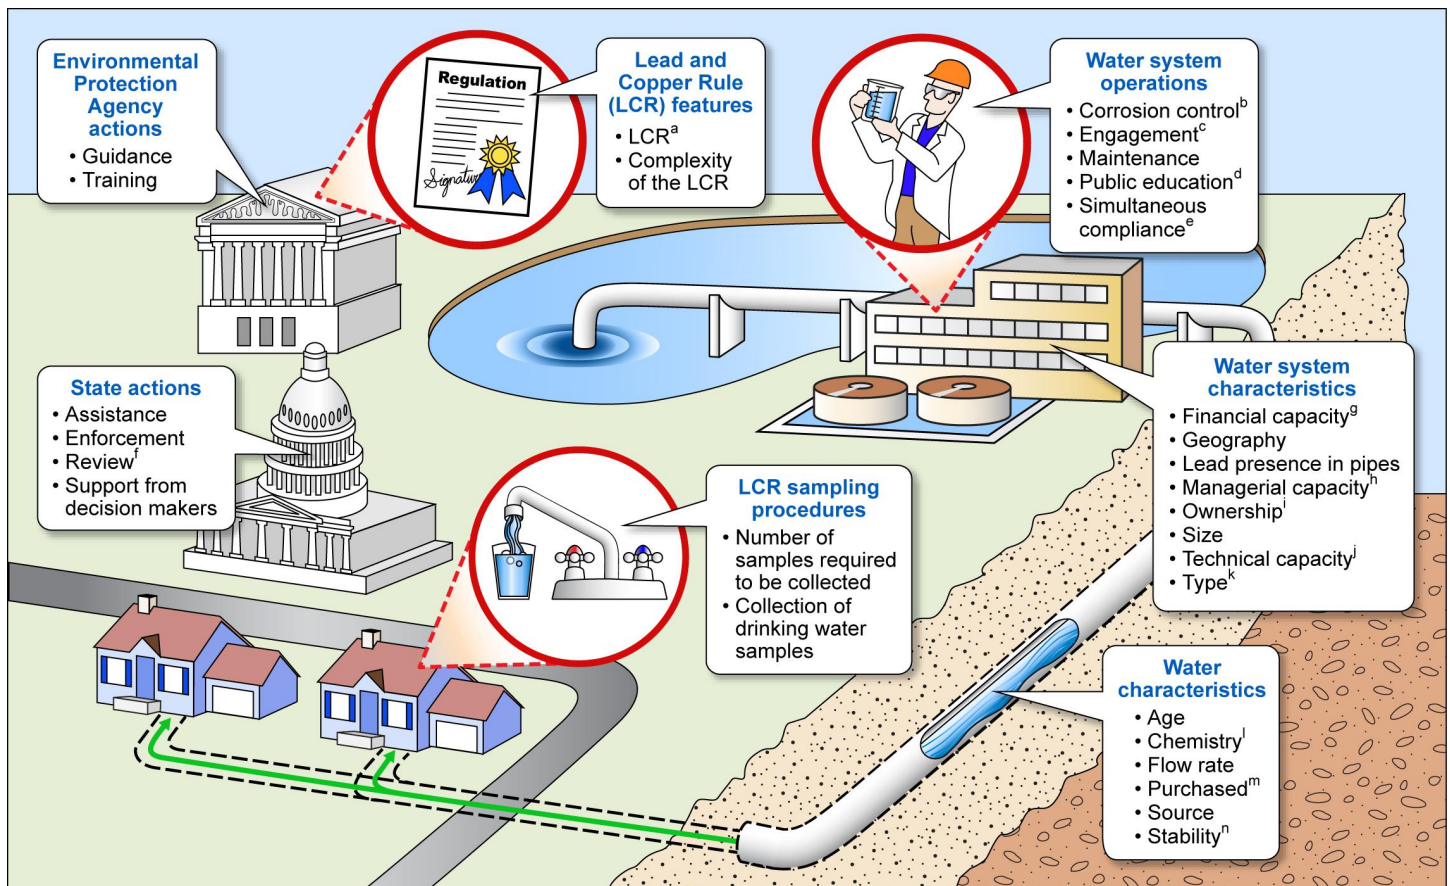 Environmental
Protection
Agency
actions
• Guidance
• Training
Regulation
Signature
Lead and
Copper Rule
(LCR) features
• LCRᵃ
• Complexity
of the LCR
Water system
operations
• Corrosion controlᵇ
• Engagementᶜ
• Maintenance
• Public educationᵈ
• Simultaneous
complianceᵉ
State actions
• Assistance
• Enforcement
• Reviewᶠ
• Support from
decision makers
LCR sampling
procedures
• Number of
samples required
to be collected
• Collection of
drinking water
samples
Water system
characteristics
• Financial capacityᵍ
• Geography
• Lead presence in pipes
• Managerial capacityʰ
• Ownershipⁱ
• Size
• Technical capacityʲ
• Typeᵏ
Water
characteristics
• Age
• Chemistryˡ
• Flow rate
• Purchasedᵐ
• Source
• Stabilityⁿ